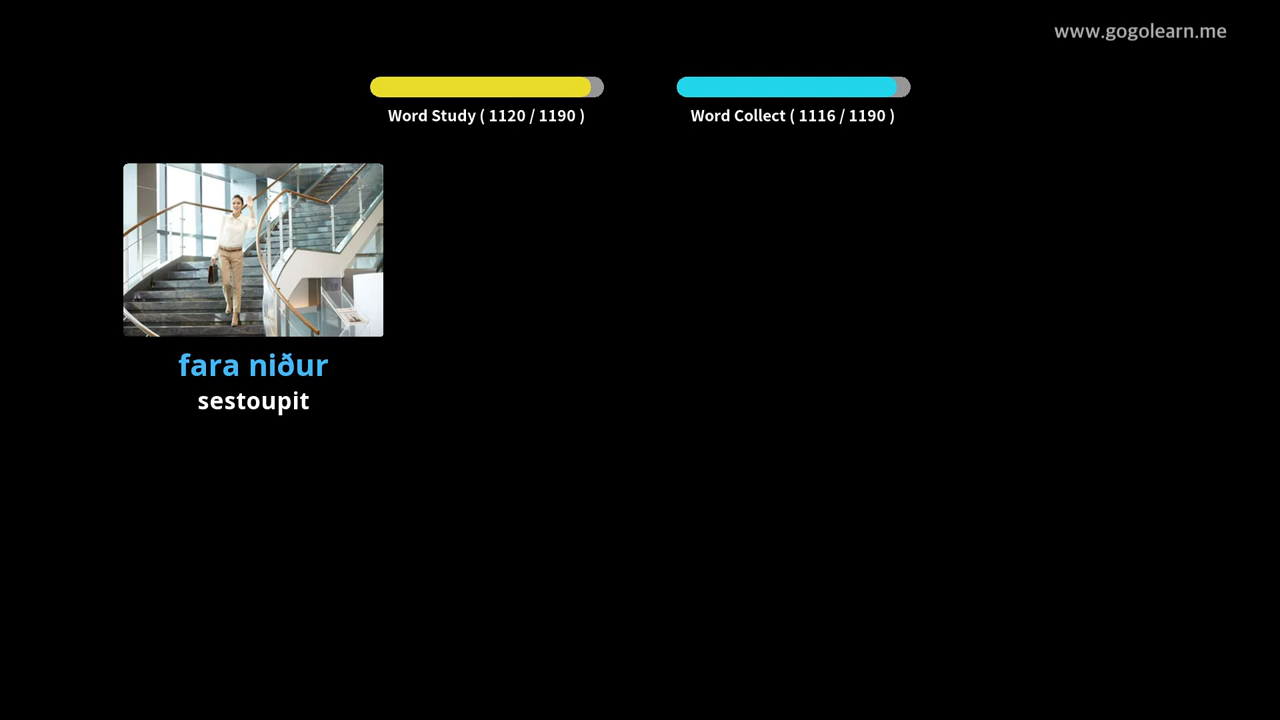 www.gogolearn.me
Word Study ( 1120 / 1190 )
Word Collect ( 1116 / 1190 )
fara niður
sestoupit